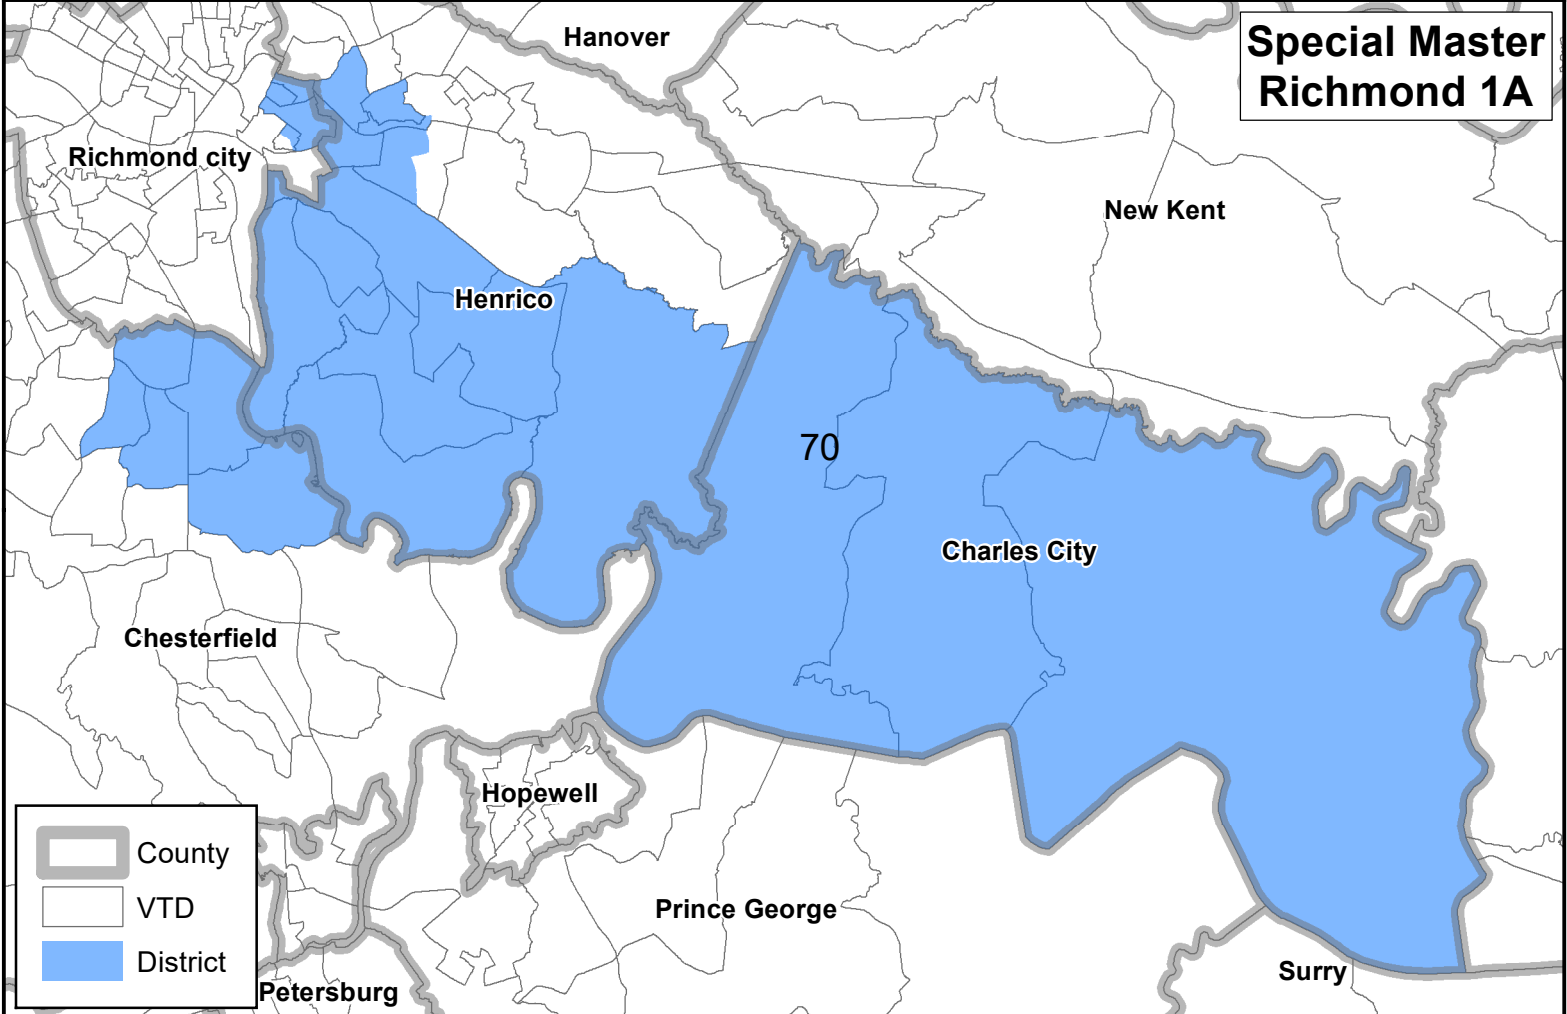 Hanover
Special Master
Richmond 1A
Richmond city
New Kent
Henrico
70
Charles City
Chesterfield
Hopewell
County
VTD
District
Prince George
Surry
Petersburg